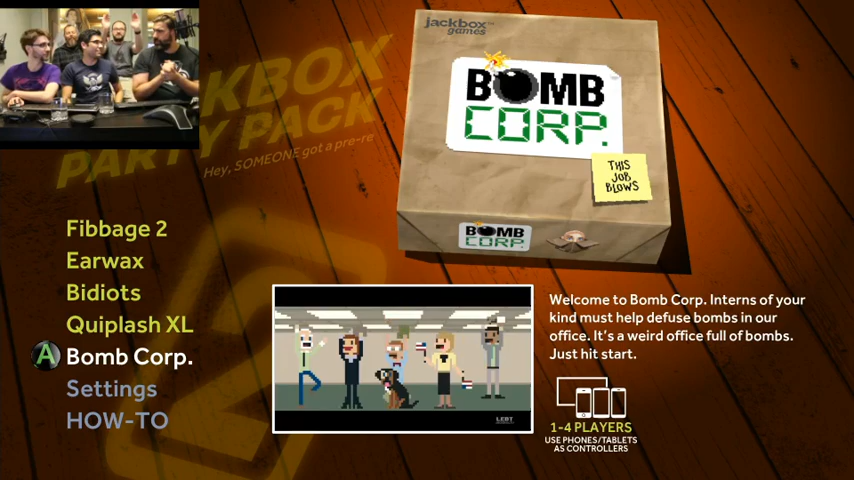 JACKBOX
PARTY PACK
Hey, SOMEONE got a pre-re
Fibbage 2
Earwax
Bidiots
Quiplash XL
A Bomb Corp.
Settings
HOW-TO
jackbox
games
BOMB
CORP.
THIS
JOB
BLOWS
BOMB
CORP.
Welcome to Bomb Corp. Interns of your
kind must help defuse bombs in our
office. It's a weird office full of bombs.
Just hit start.
1-4 PLAYERS
USE PHONES/TABLETS
AS CONTROLLERS